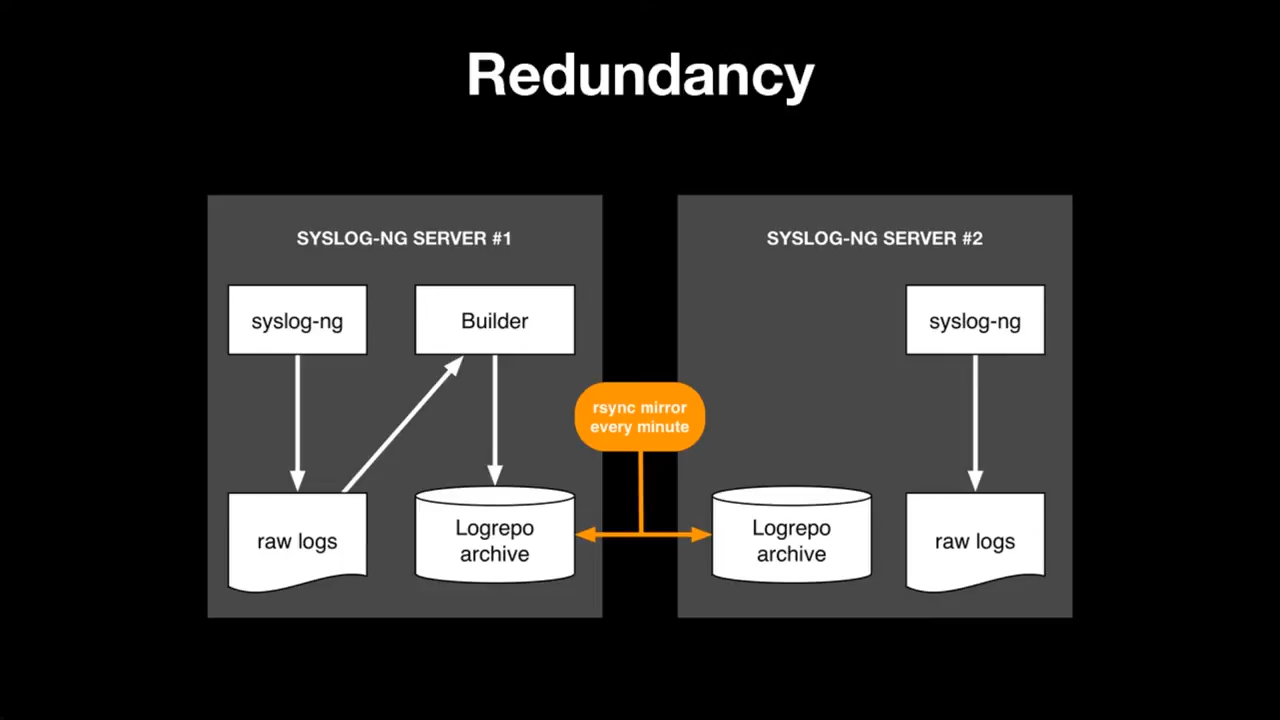 Redundancy
SYSLOG-NG SERVER #1
syslog-ng
Builder
raw logs
Logrepo
archive
rsync mirror
every minute
SYSLOG-NG SERVER #2
syslog-ng
Logrepo
archive
raw logs